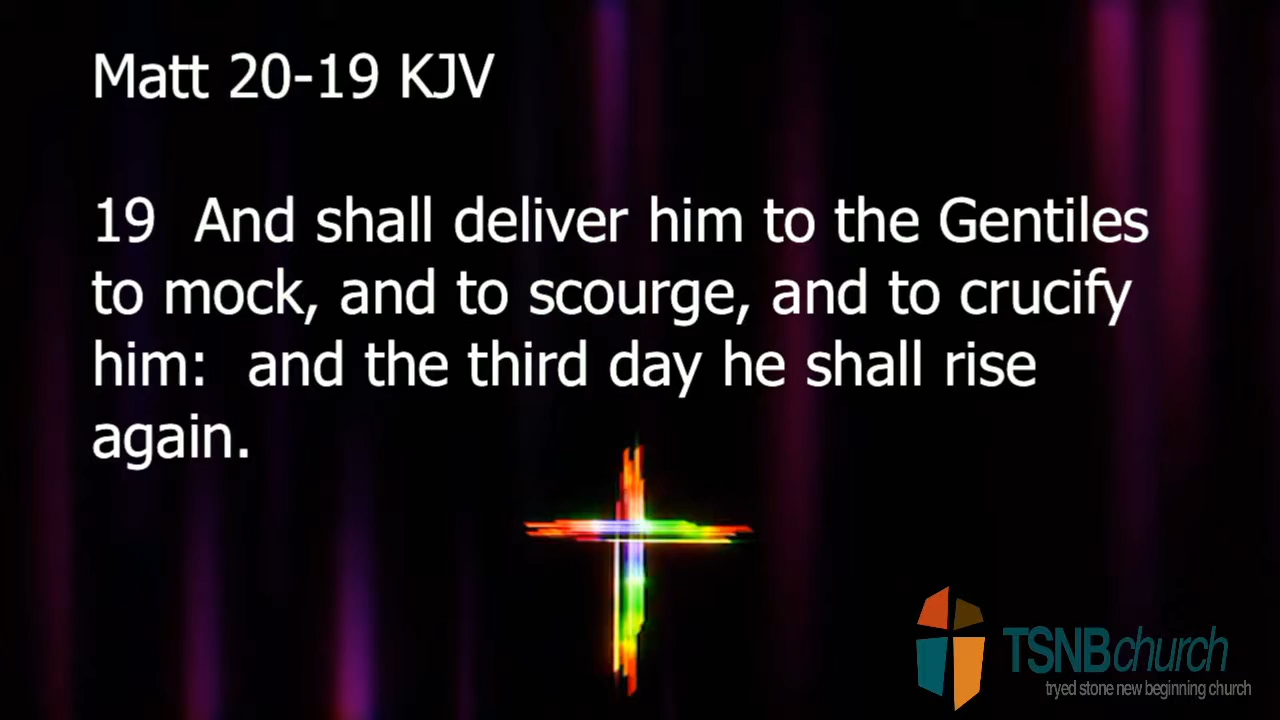 Matt 20-19 KJV
19  And shall deliver him to the Gentiles
to mock, and to scourge, and to crucify
him:  and the third day he shall rise
again.
TSNBchurch
tryed stone new beginning church